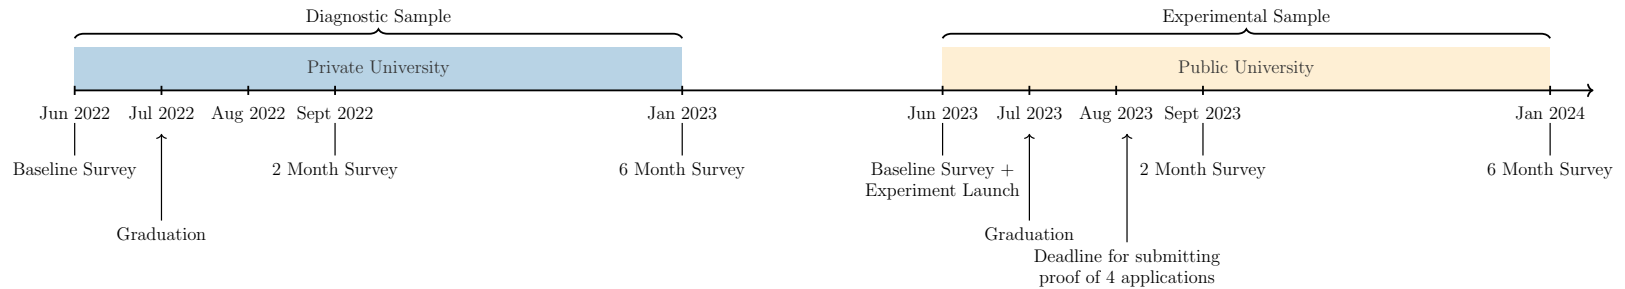 Diagnostic Sample
Experimental Sample
Private University
Public University
Jun 2022
Jul 2022
Aug 2022
Sept 2022
Jan 2023
Jun 2023
Jul 2023
Aug 2023
Sept 2023
Jan 2024
Baseline Survey
2 Month Survey
6 Month Survey
Baseline Survey +
Experiment Launch
2 Month Survey
6 Month Survey
Graduation
Graduation
Deadline for submitting
proof of 4 applications